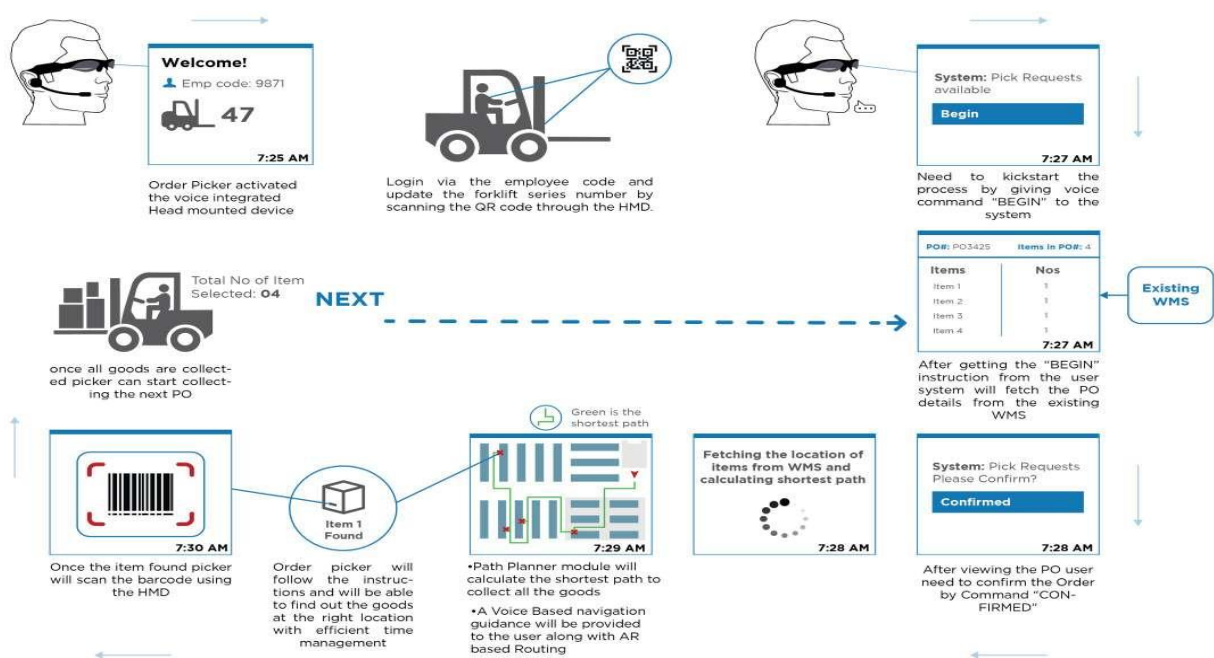 Welcome!
Emp code: 9871
47
7:25 AM
Order Picker activated
the voice integrated
Head mounted device
Login via the employee code and
update the forklift series number by
scanning the QR code through the HMD.
System: Pick Requests
available
Begin
7:27 AM
Need to kickstart the
process by giving voice
command "BEGIN" to the
system
PO#: PO3425 Items in PO#: 4
Items Nos
Item 1 1
Item 2 1
Item 3 1
Item 4 1
7:27 AM
Existing
WMS
After getting the "BEGIN"
instruction from the user
system will fetch the PO
details from the existing
WMS
Total No of Item
Selected: 04
NEXT
once all goods are collect-
ed picker can start collect-
ing the next PO
System: Pick Requests
Please Confirm?
Confirmed
7:28 AM
After viewing the PO user
need to confirm the Order
by Command "CON-
FIRMED"
Fetching the location of
items from WMS and
calculating shortest path
7:28 AM
Green is the
shortest path
7:29 AM
•Path Planner module will
calculate the shortest path to
collect all the goods
•A Voice Based navigation
guidance will be provided
to the user along with AR
based Routing
Item 1
Found
Order picker will
follow the instruc-
tions and will be able
to find out the goods
at the right location
with efficient time
management
7:30 AM
Once the item found picker
will scan the barcode using
the HMD